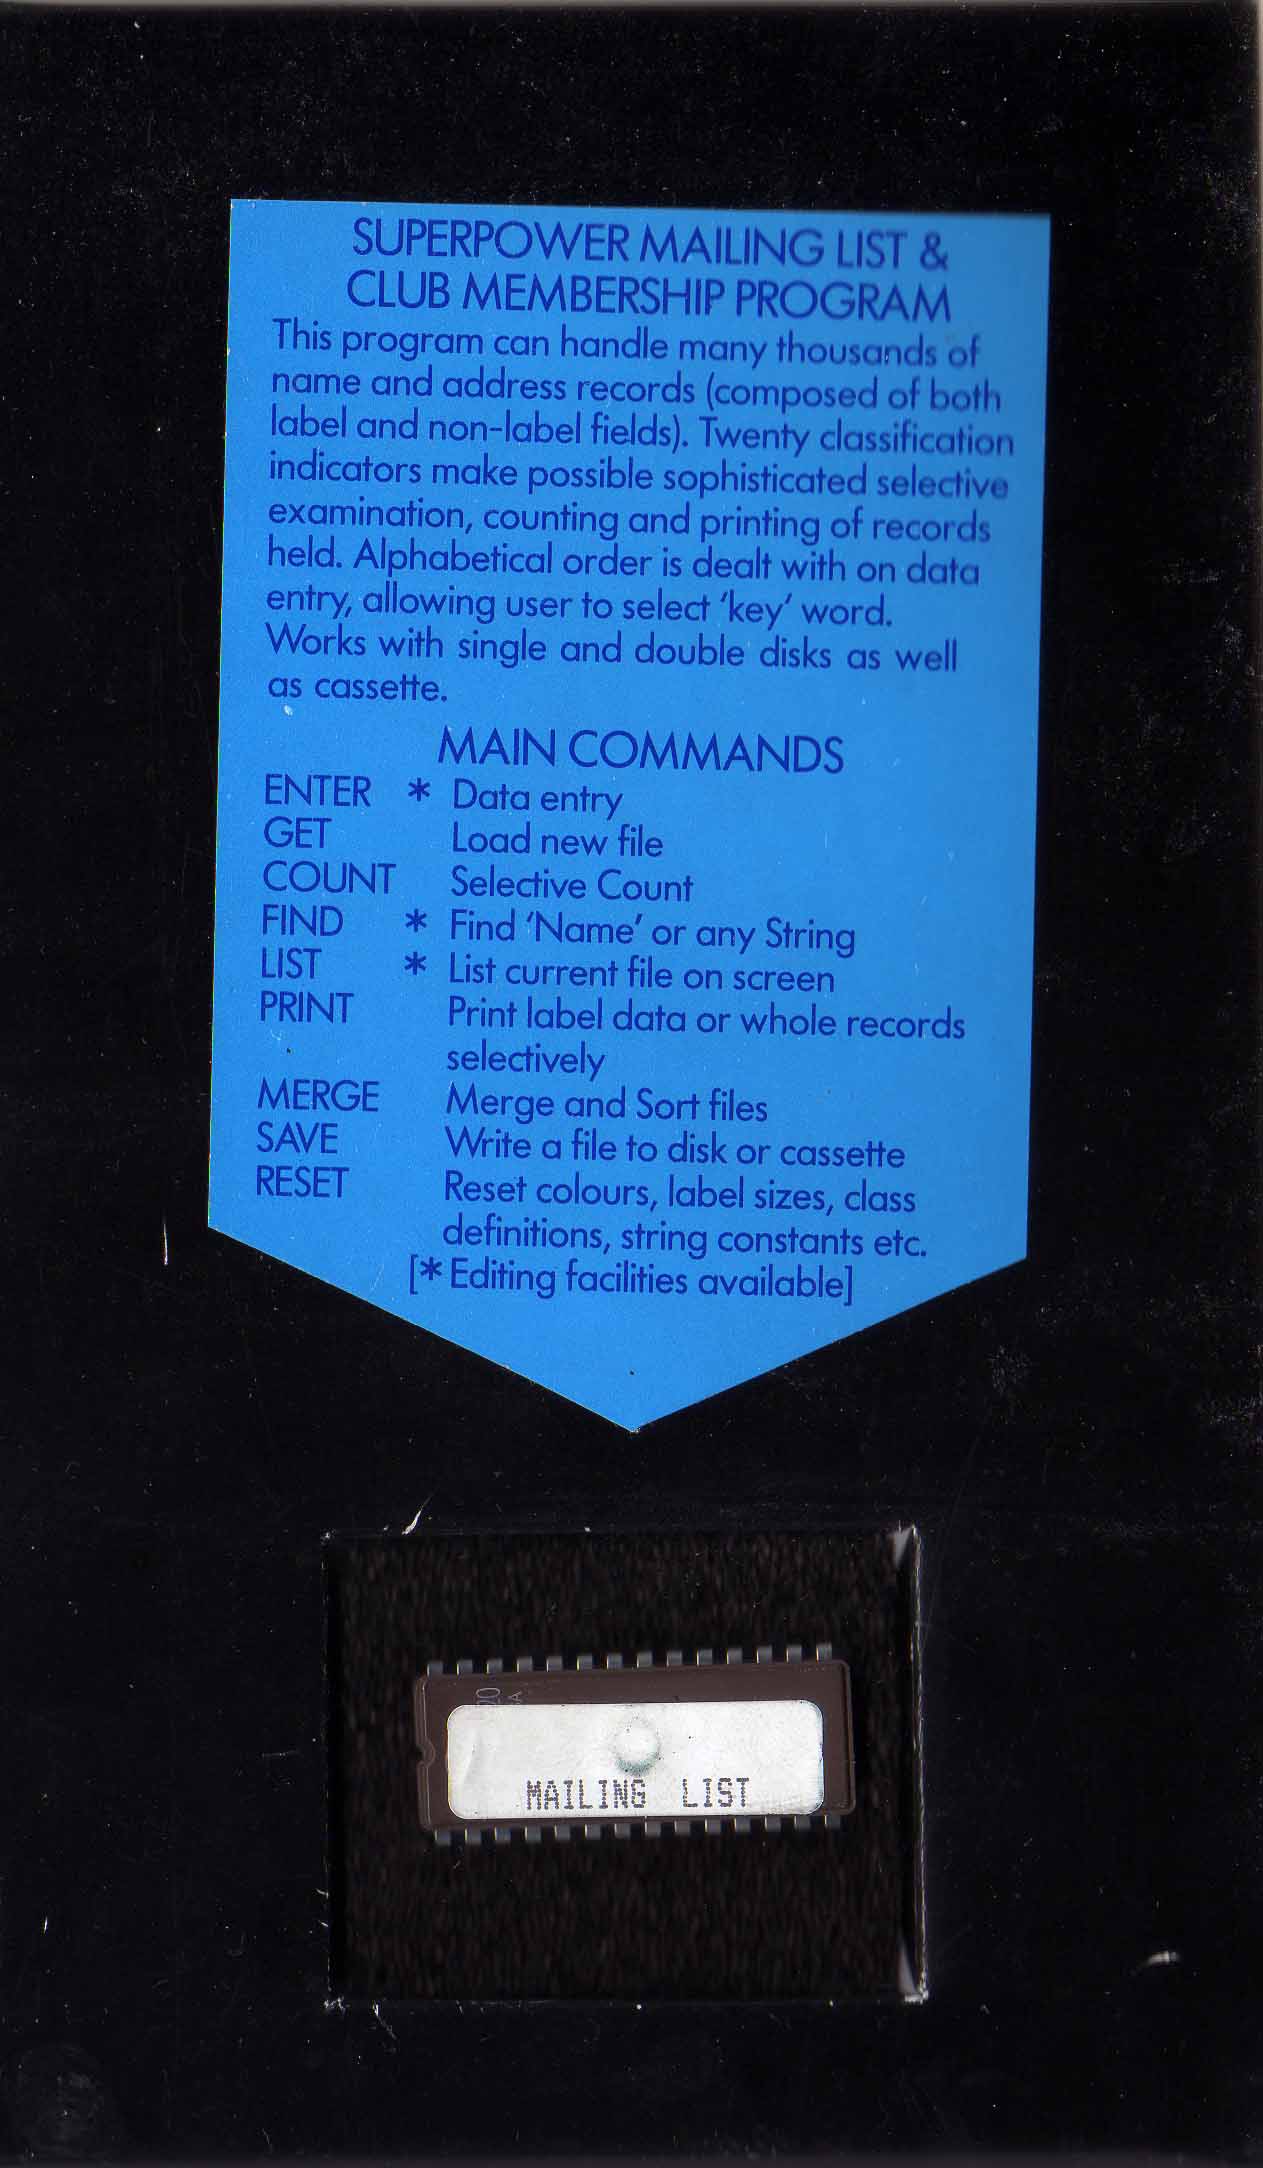 SUPERPOWER MAILING LIST &
CLUB MEMBERSHIP PROGRAM
This program can handle many thousands of
name and address records (composed of both
label and non-label fields). Twenty classification
indicators make possible sophisticated selective
examination, counting and printing of records
held. Alphabetical order is dealt with on data
entry, allowing user to select 'key' word.
Works with single and double disks as well
as cassette.
MAIN COMMANDS
ENTER * Data entry
GET Load new file
COUNT Selective Count
FIND * Find 'Name' or any String
LIST * List current file on screen
PRINT Print label data or whole records
selectively
MERGE Merge and Sort files
SAVE Write a file to disk or cassette
RESET Reset colours, label sizes, class
definitions, string constants etc.
[* Editing facilities available]
MAILING LIST